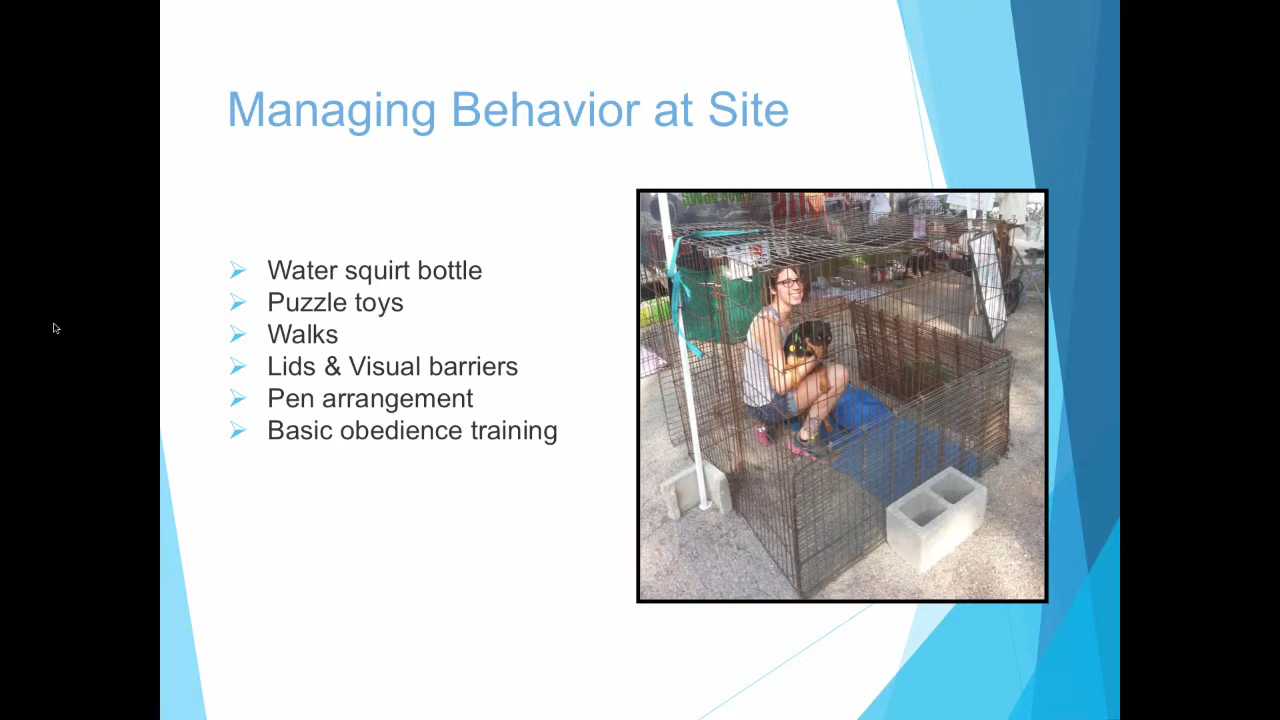 Managing Behavior at Site
Water squirt bottle
Puzzle toys
Walks
Lids & Visual barriers
Pen arrangement
Basic obedience training